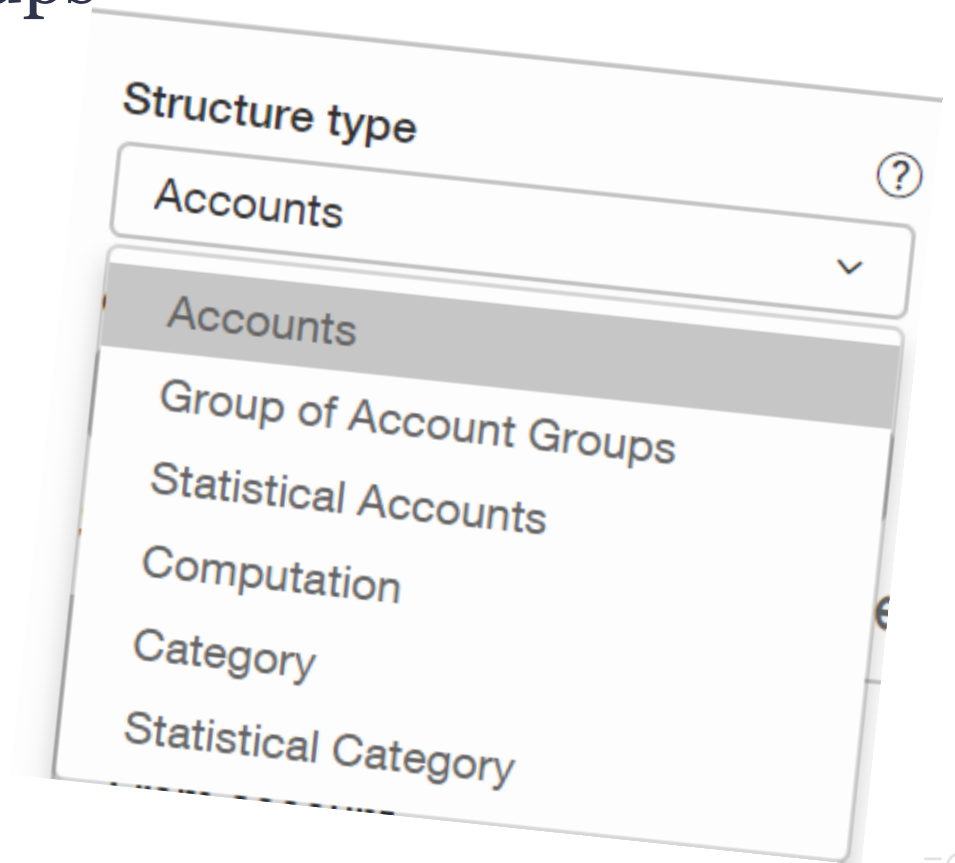 Structure type
?
Accounts
Accounts
Group of Account Groups
Statistical Accounts
Computation
Category
Statistical Category